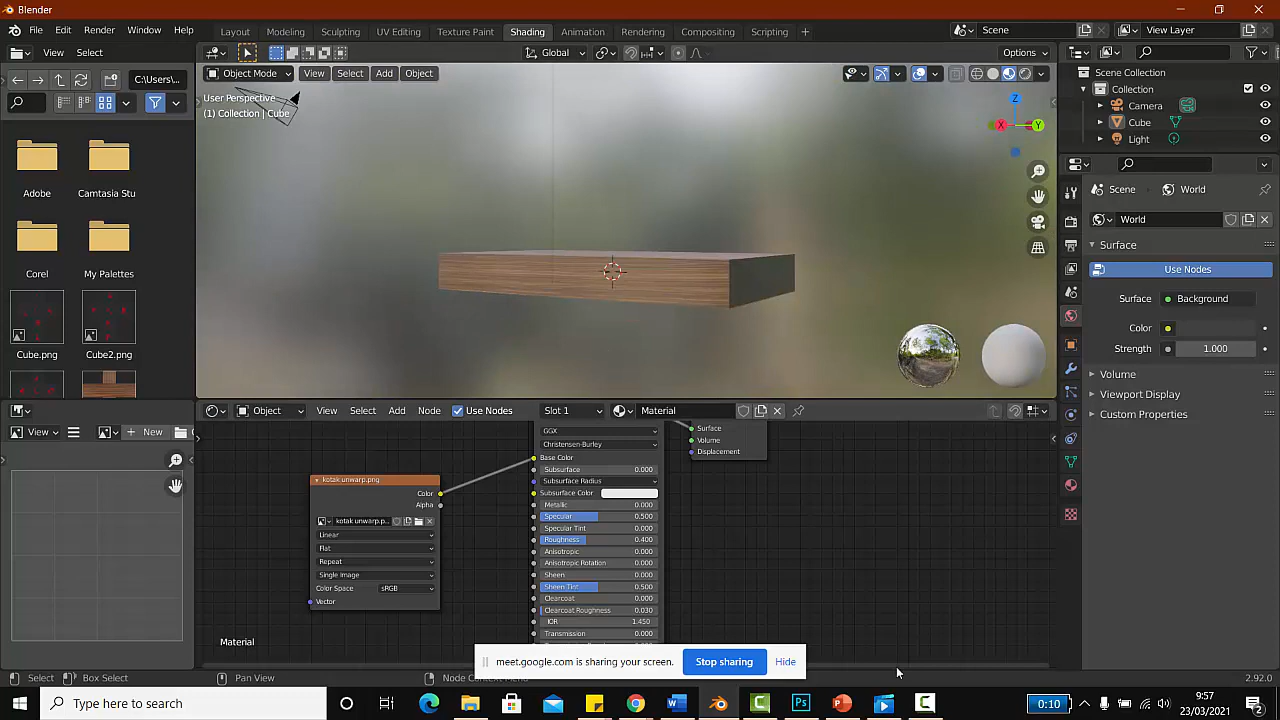 Blender
File Edit Render Window Help
Layout Modeling Sculpting UV Editing Texture Paint Shading Animation Rendering Compositing Scripting +
Scene
View Layer
View Select
Global
Options
C:\Users\...
Object Mode View Select Add Object
User Perspective
(1) Collection | Cube
Z
X
Y
Adobe
Camtasia Stu
Corel
My Palettes
Cube.png
Cube2.png
Scene Collection
Collection
Camera
Cube
Light
Scene
World
World
Surface
Use Nodes
Surface
Background
Color
Strength
1.000
Volume
Viewport Display
Custom Properties
View
New
Object View Select Add Node Use Nodes Slot 1 Material
kotak unwarp.png
Color
Alpha
kotak unwarp.p...
Linear
Flat
Repeat
Single Image
Color Space sRGB
Vector
GGX
Christensen-Burley
Base Color
Subsurface 0.000
Subsurface Radius
Subsurface Color
Metallic 0.000
Specular 0.500
Specular Tint 0.000
Roughness 0.400
Anisotropic 0.000
Anisotropic Rotation 0.000
Sheen 0.000
Sheen Tint 0.500
Clearcoat 0.000
Clearcoat Roughness 0.030
IOR 1.450
Transmission 0.000
Surface
Volume
Displacement
Material
meet.google.com is sharing your screen. Stop sharing Hide
Select
Box Select
Pan View
Node Context Menu
2.92.0
Type here to search
0:10
9:57
23/03/2021